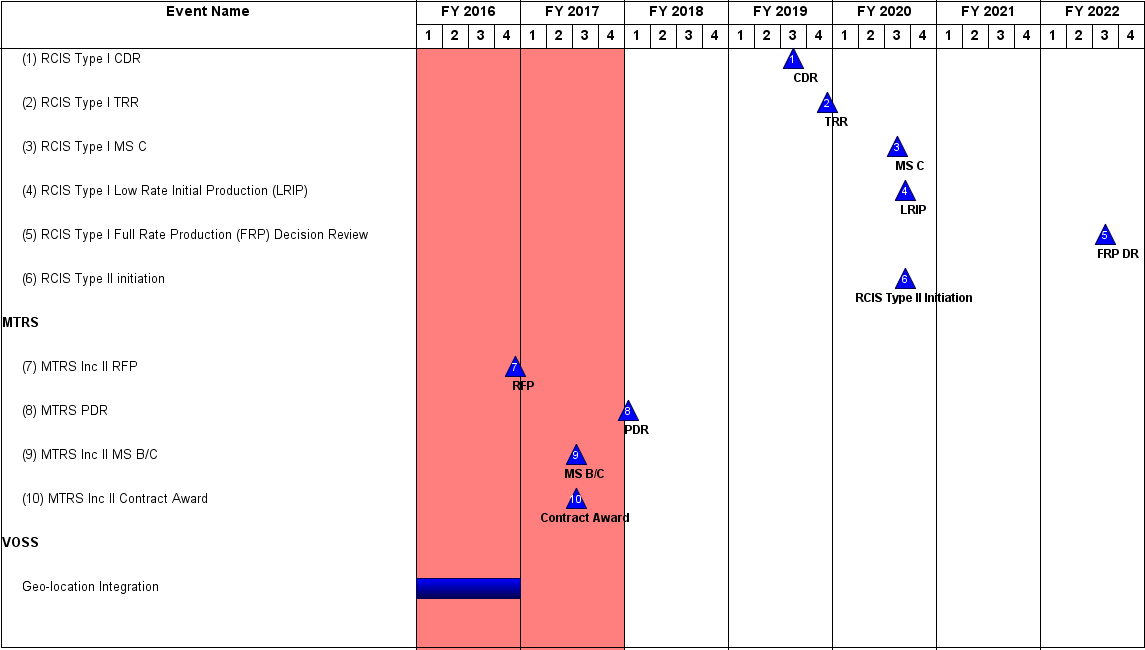 Event Name FY 2016 FY 2017 FY 2018 FY 2019 FY 2020 FY 2021 FY 2022
1 2 3 4 1 2 3 4 1 2 3 4 1 2 3 4 1 2 3 4 1 2 3 4 1 2 3 4
(1) RCIS Type I CDR 1
CDR
(2) RCIS Type I TRR 2
TRR
(3) RCIS Type I MS C 3
MS C
(4) RCIS Type I Low Rate Initial Production (LRIP) 4
LRIP
(5) RCIS Type I Full Rate Production (FRP) Decision Review 5
FRP DR
(6) RCIS Type II initiation 6
RCIS Type II Initiation
MTRS
(7) MTRS Inc II RFP 7
RFP
(8) MTRS PDR 8
PDR
(9) MTRS Inc II MS B/C 9
MS B/C
(10) MTRS Inc II Contract Award 10
Contract Award
VOSS
Geo-location Integration